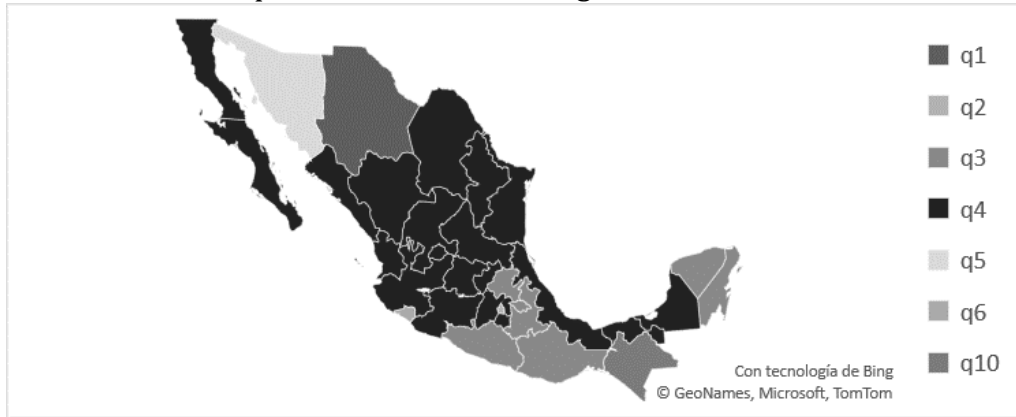 q1
q2
q3
q4
q5
q6
q10
Con tecnología de Bing
© GeoNames, Microsoft, TomTom